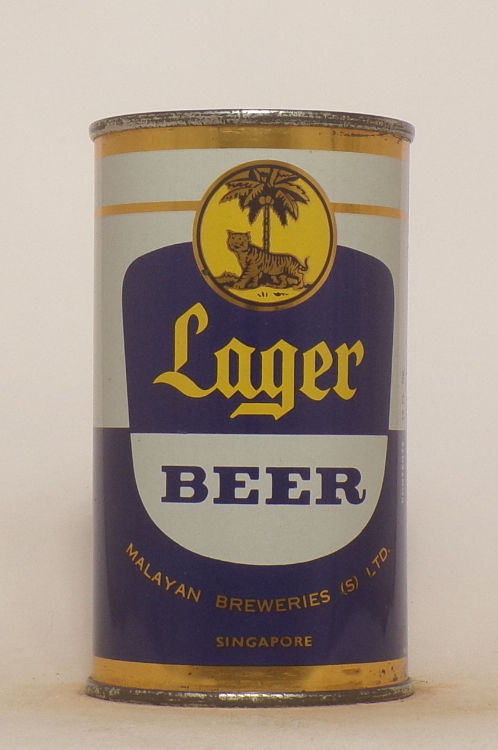 Lager
BEER
MALAYAN BREWERIES (S) LTD.
SINGAPORE